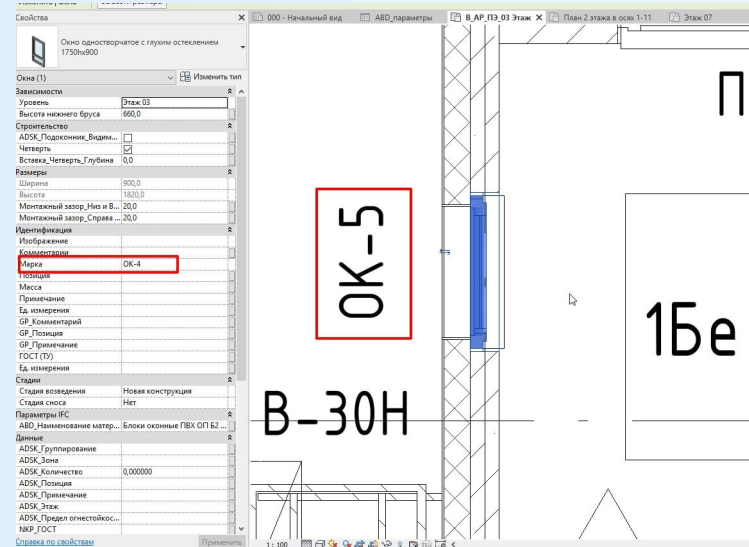 Свойства
000 - Начальный вид
ABD_параметры
В_АР_ПЭ_03 Этаж
План 2 этажа в осях 1-11
Этаж 07
Окно одностворчатое с глухим остеклением
1750hx900
Окна (1)
Изменить тип
Зависимости
Уровень Этаж 03
Высота нижнего бруса 660,0
Строительство
ADSK_Подоконник_Видим...
Четверть
Вставка_Четверть_Глубина 0,0
Размеры
Ширина 900,0
Высота 1820,0
Монтажный зазор_Низ и В... 20,0
Монтажный зазор_Справа ... 20,0
Идентификация
Изображение
Комментарии
Марка ОК-4
Позиция
Масса
Примечание
Ед. измерения
GP_Комментарий
GP_Позиция
GP_Примечание
ГОСТ (ТУ)
Ед. измерения
Стадии
Стадия возведения Новая конструкция
Стадия сноса Нет
Параметры IFC
ABD_Наименование матер... Блоки оконные ПВХ ОП Б2 ...
Данные
ADSK_Группирование
ADSK_Зона
ADSK_Количество 0,000000
ADSK_Позиция
ADSK_Примечание
ADSK_Этаж
ADSK_Предел огнестойкос...
NKP_ГОСТ
Справка по свойствам
Применить
ОК-5
П
1Бе
В-30Н
1 : 100